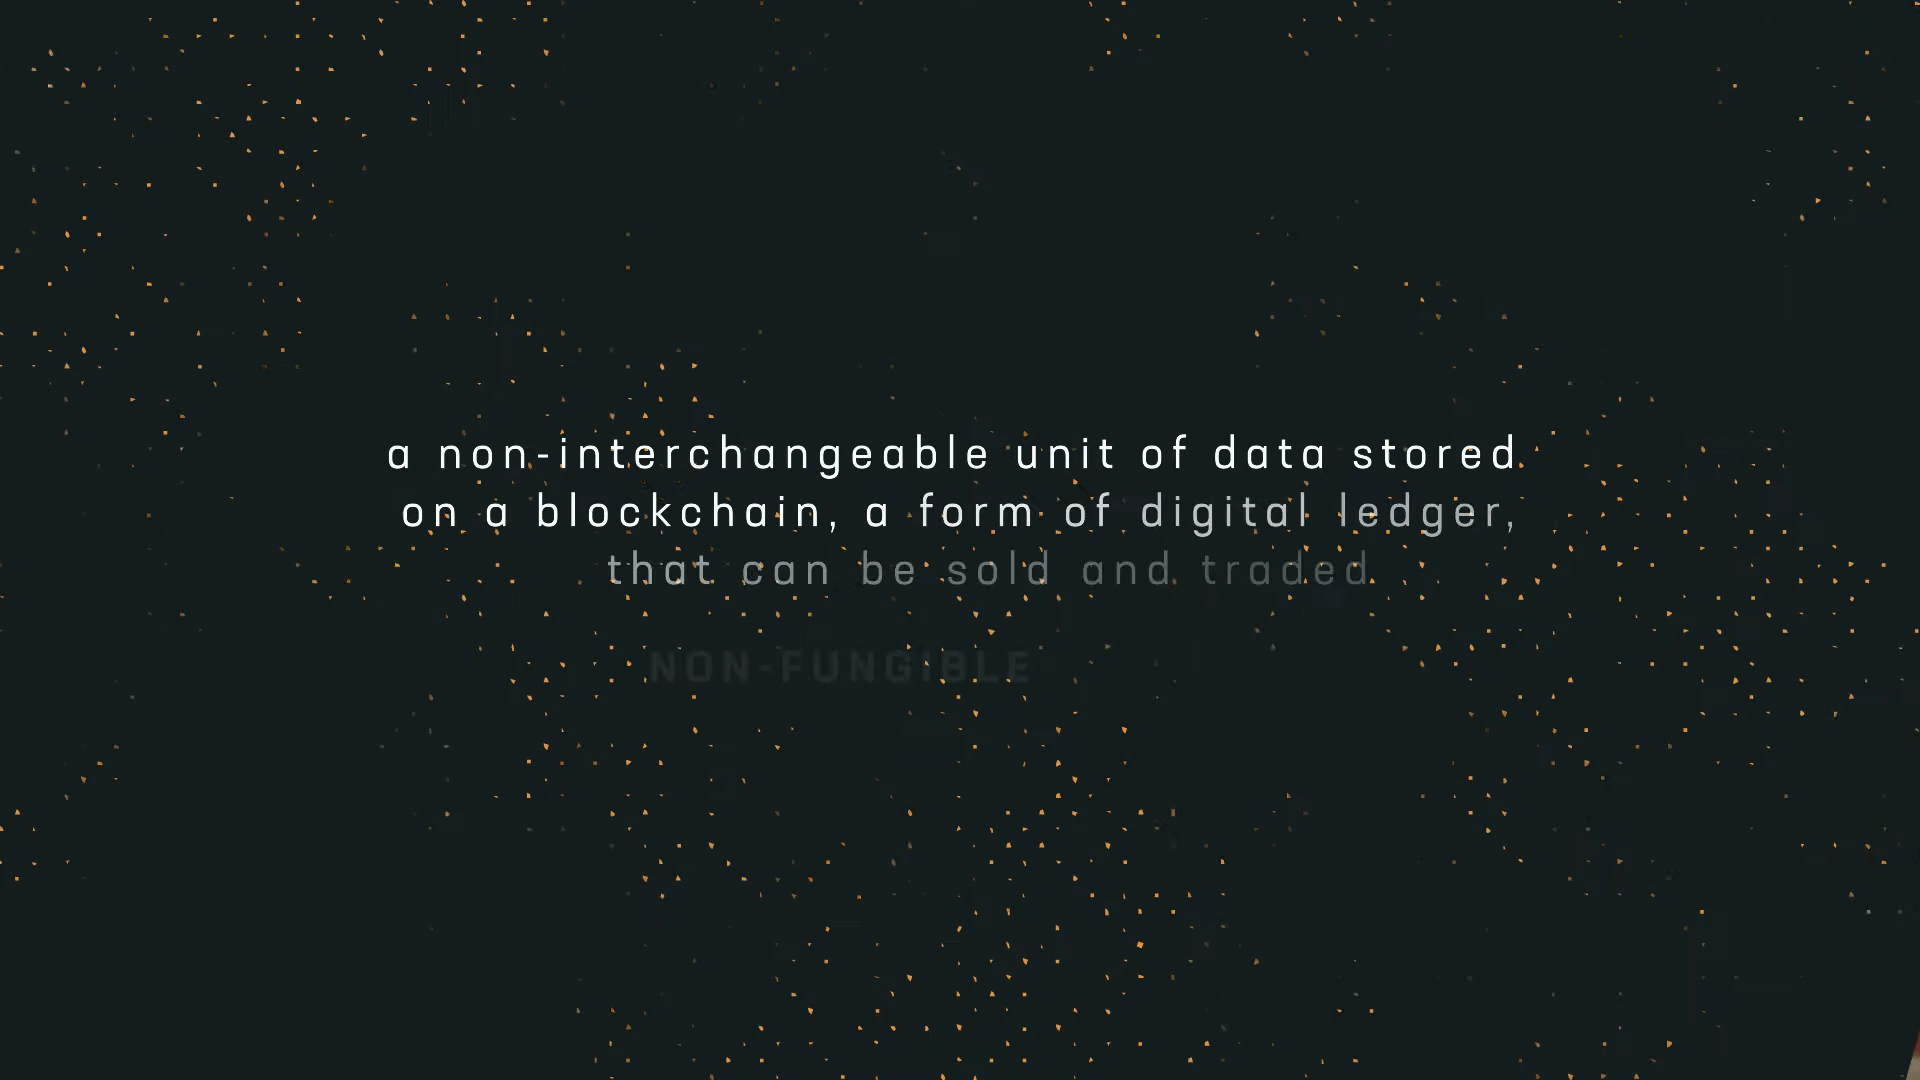 a non-interchangeable unit of data stored
on a blockchain, a form of digital ledger,
that can be sold and traded
NON-FUNGIBLE